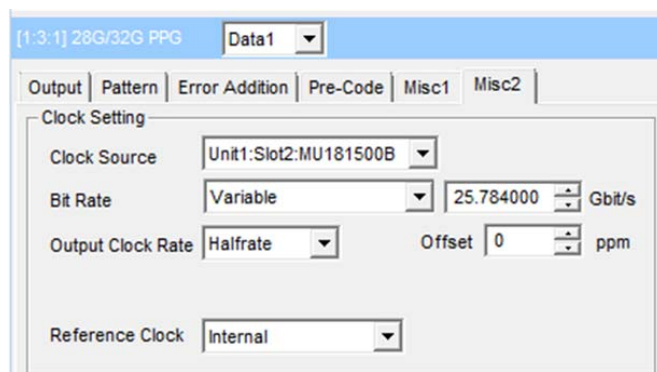 [1:3:1] 28G/32G PPG Data1
Output Pattern Error Addition Pre-Code Misc1 Misc2
Clock Setting
Clock Source Unit1:Slot2:MU181500B
Bit Rate Variable 25.784000 Gbit/s
Output Clock Rate Halfrate Offset 0 ppm
Reference Clock Internal